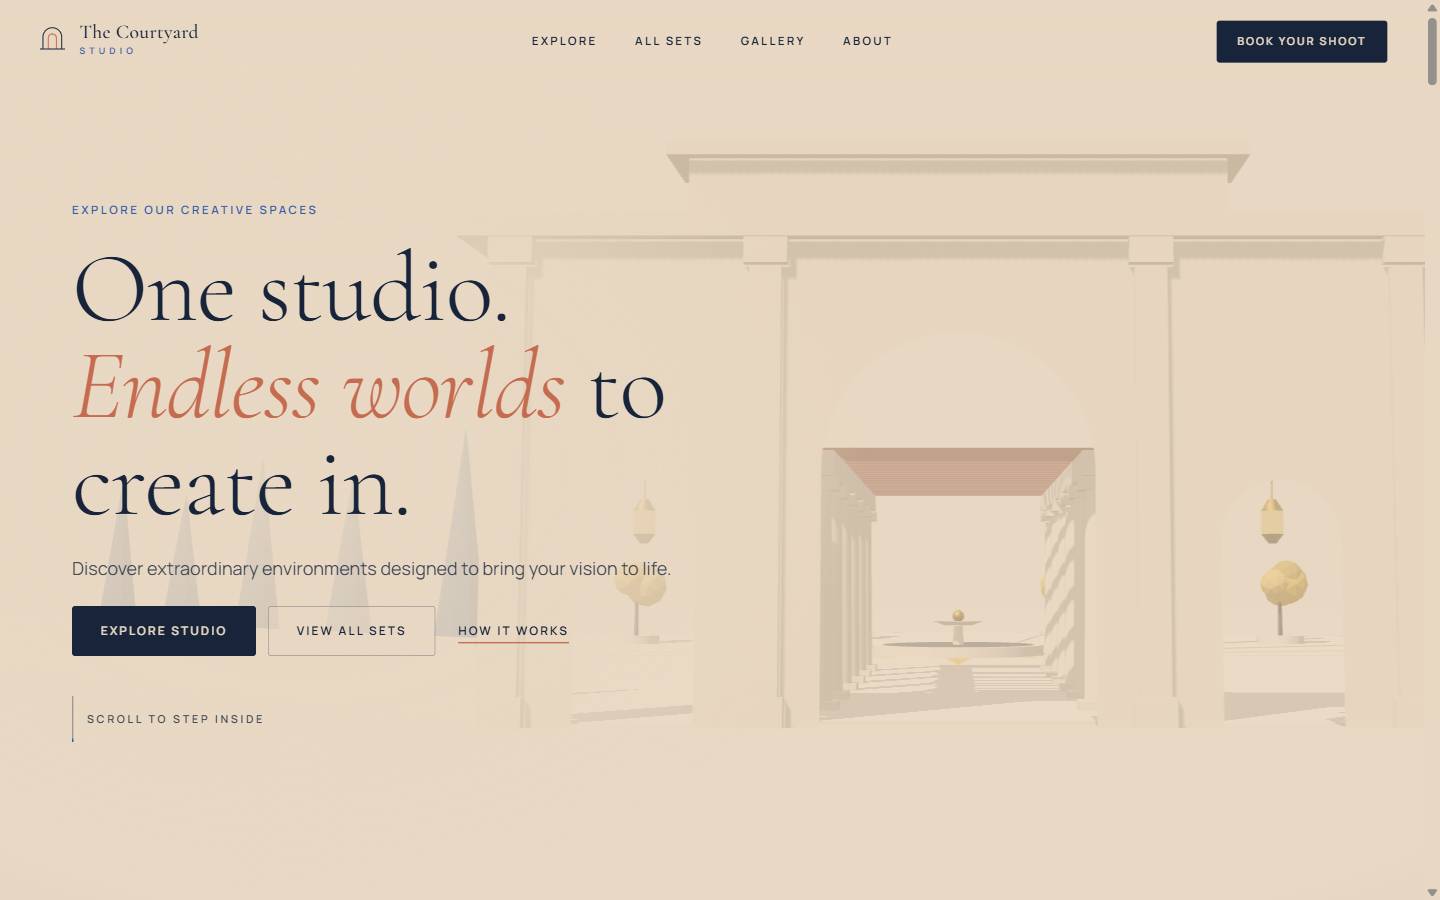 The Courtyard
STUDIO
EXPLORE
ALL SETS
GALLERY
ABOUT
BOOK YOUR SHOOT
EXPLORE OUR CREATIVE SPACES
One studio.
Endless worlds to
create in.
Discover extraordinary environments designed to bring your vision to life.
EXPLORE STUDIO
VIEW ALL SETS
HOW IT WORKS
SCROLL TO STEP INSIDE